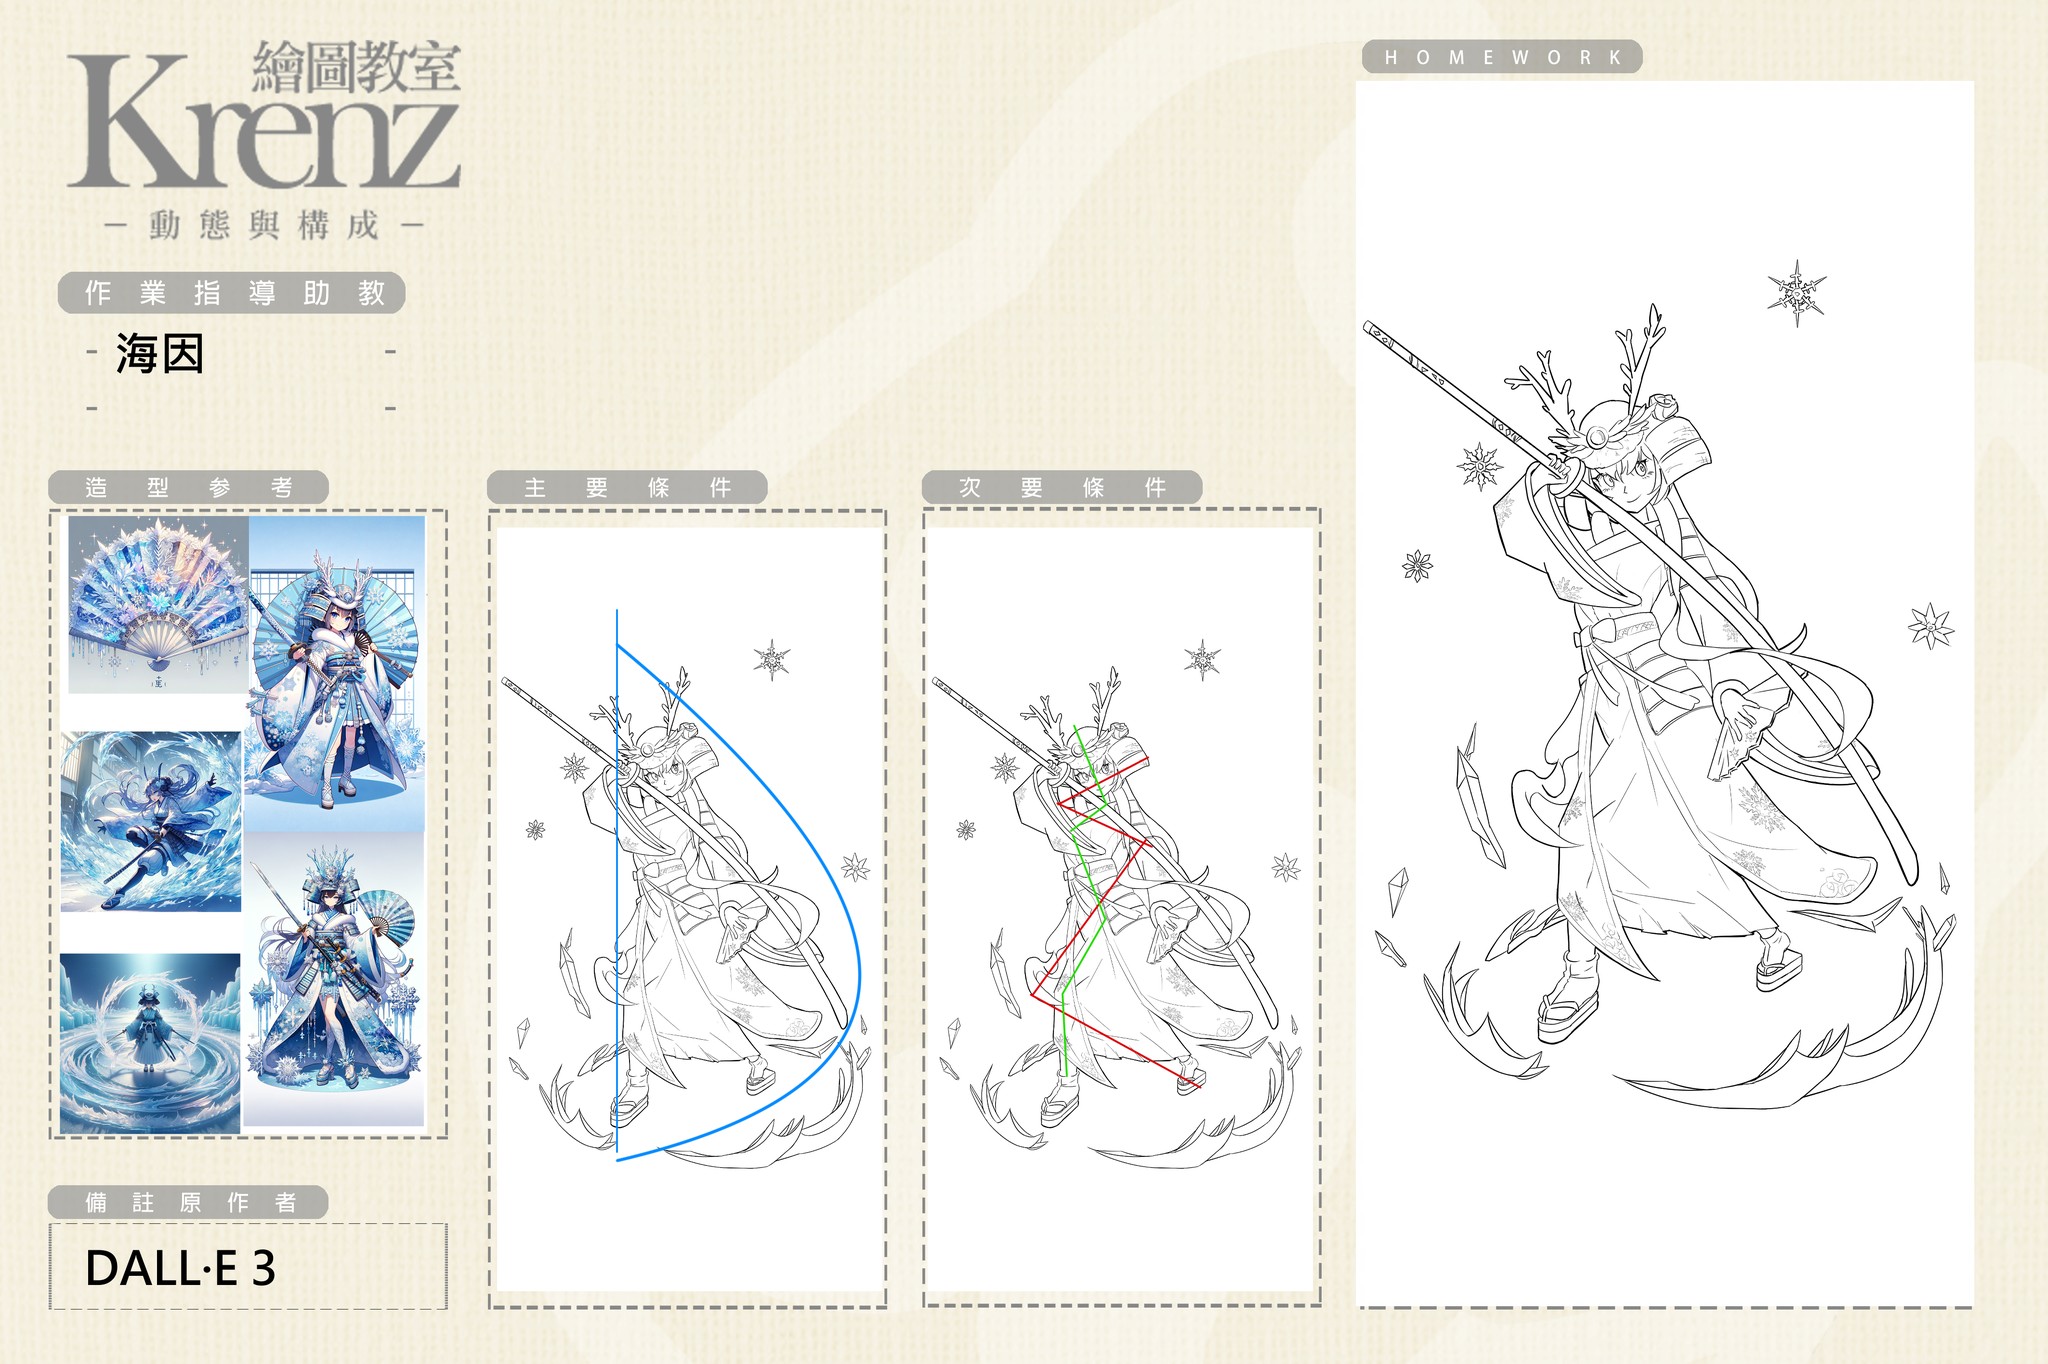 繪圖教室
Krenz
－動態與構成－
作業指導助教
- 海因 -
- -
造型参考
主要條件
次要條件
備註原作者
DALL·E 3
HOMEWORK